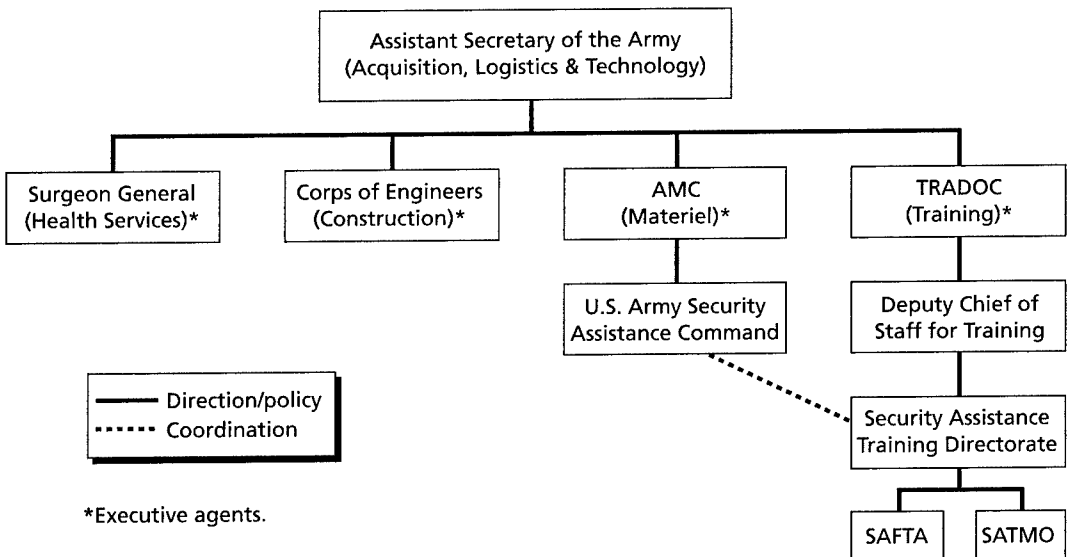 Assistant Secretary of the Army
(Acquisition, Logistics & Technology)
Surgeon General
(Health Services)*
Corps of Engineers
(Construction)*
AMC
(Materiel)*
TRADOC
(Training)*
U.S. Army Security
Assistance Command
Deputy Chief of
Staff for Training
Direction/policy
Coordination
Security Assistance
Training Directorate
*Executive agents.
SAFTA
SATMO